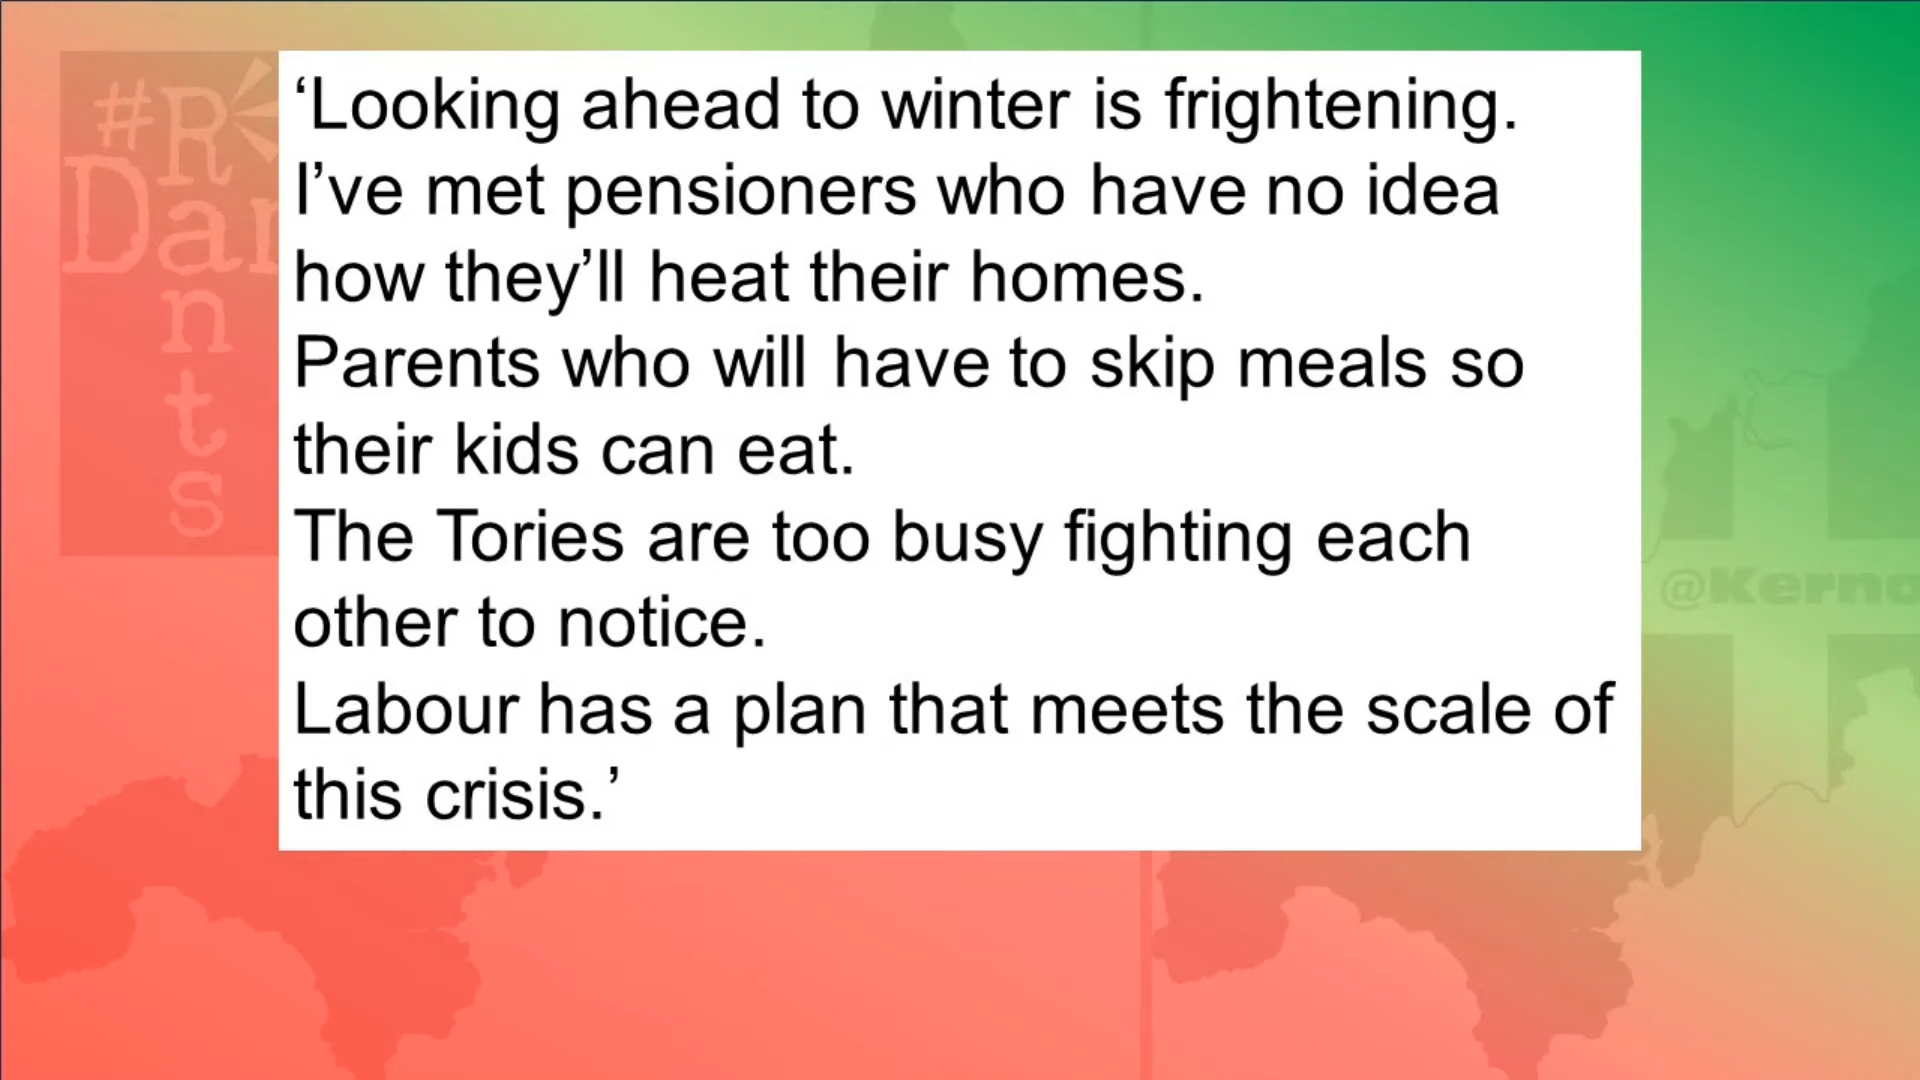 ‘Looking ahead to winter is frightening.
I’ve met pensioners who have no idea
how they’ll heat their homes.
Parents who will have to skip meals so
their kids can eat.
The Tories are too busy fighting each
other to notice.
Labour has a plan that meets the scale of
this crisis.’